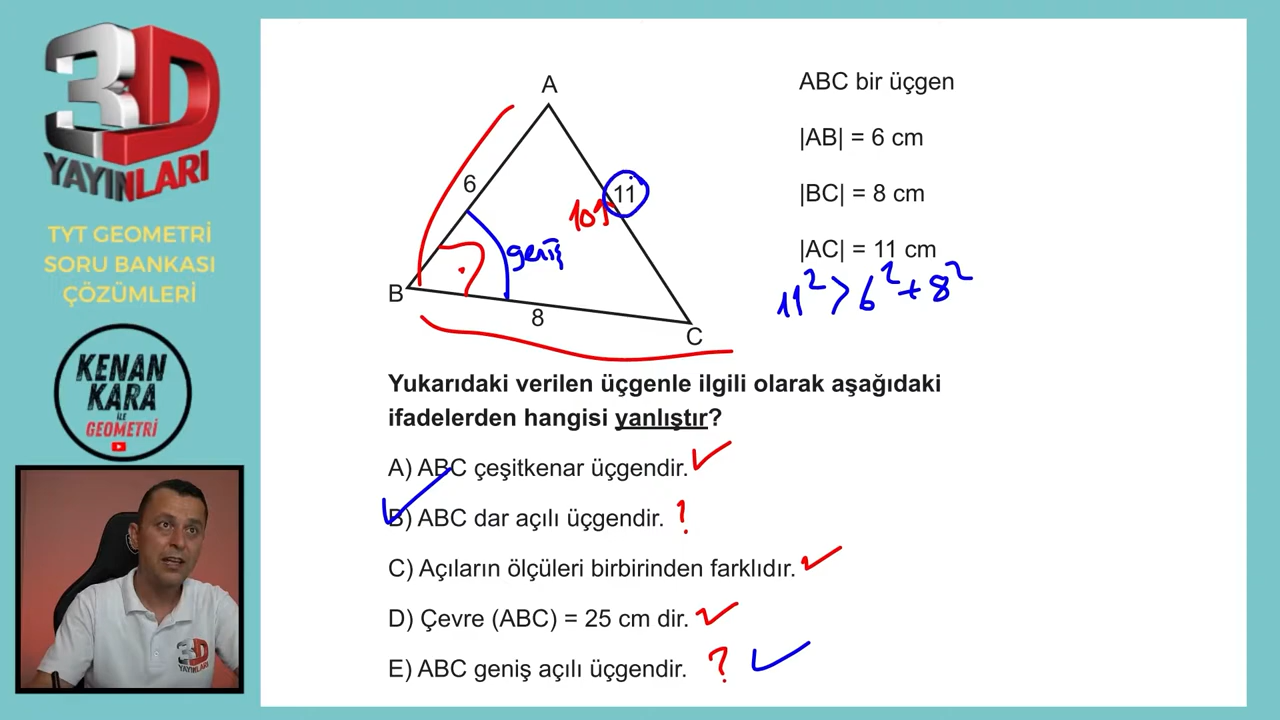 3D
YAYINLARI
TYT GEOMETRİ
SORU BANKASI
ÇÖZÜMLERİ
KENAN
KARA
İLE
GEOMETRİ
3D
YAYINLARI
A
6
11
10
geniş
B
8
C
ABC bir üçgen
|AB| = 6 cm
|BC| = 8 cm
|AC| = 11 cm
11² > 6² + 8²
Yukarıdaki verilen üçgenle ilgili olarak aşağıdaki
ifadelerden hangisi yanlıştır?
A) ABC çeşitkenar üçgendir. ✓
B) ABC dar açılı üçgendir. ?
C) Açıların ölçüleri birbirinden farklıdır. ✓
D) Çevre (ABC) = 25 cm dir. ✓
E) ABC geniş açılı üçgendir. ? ✓